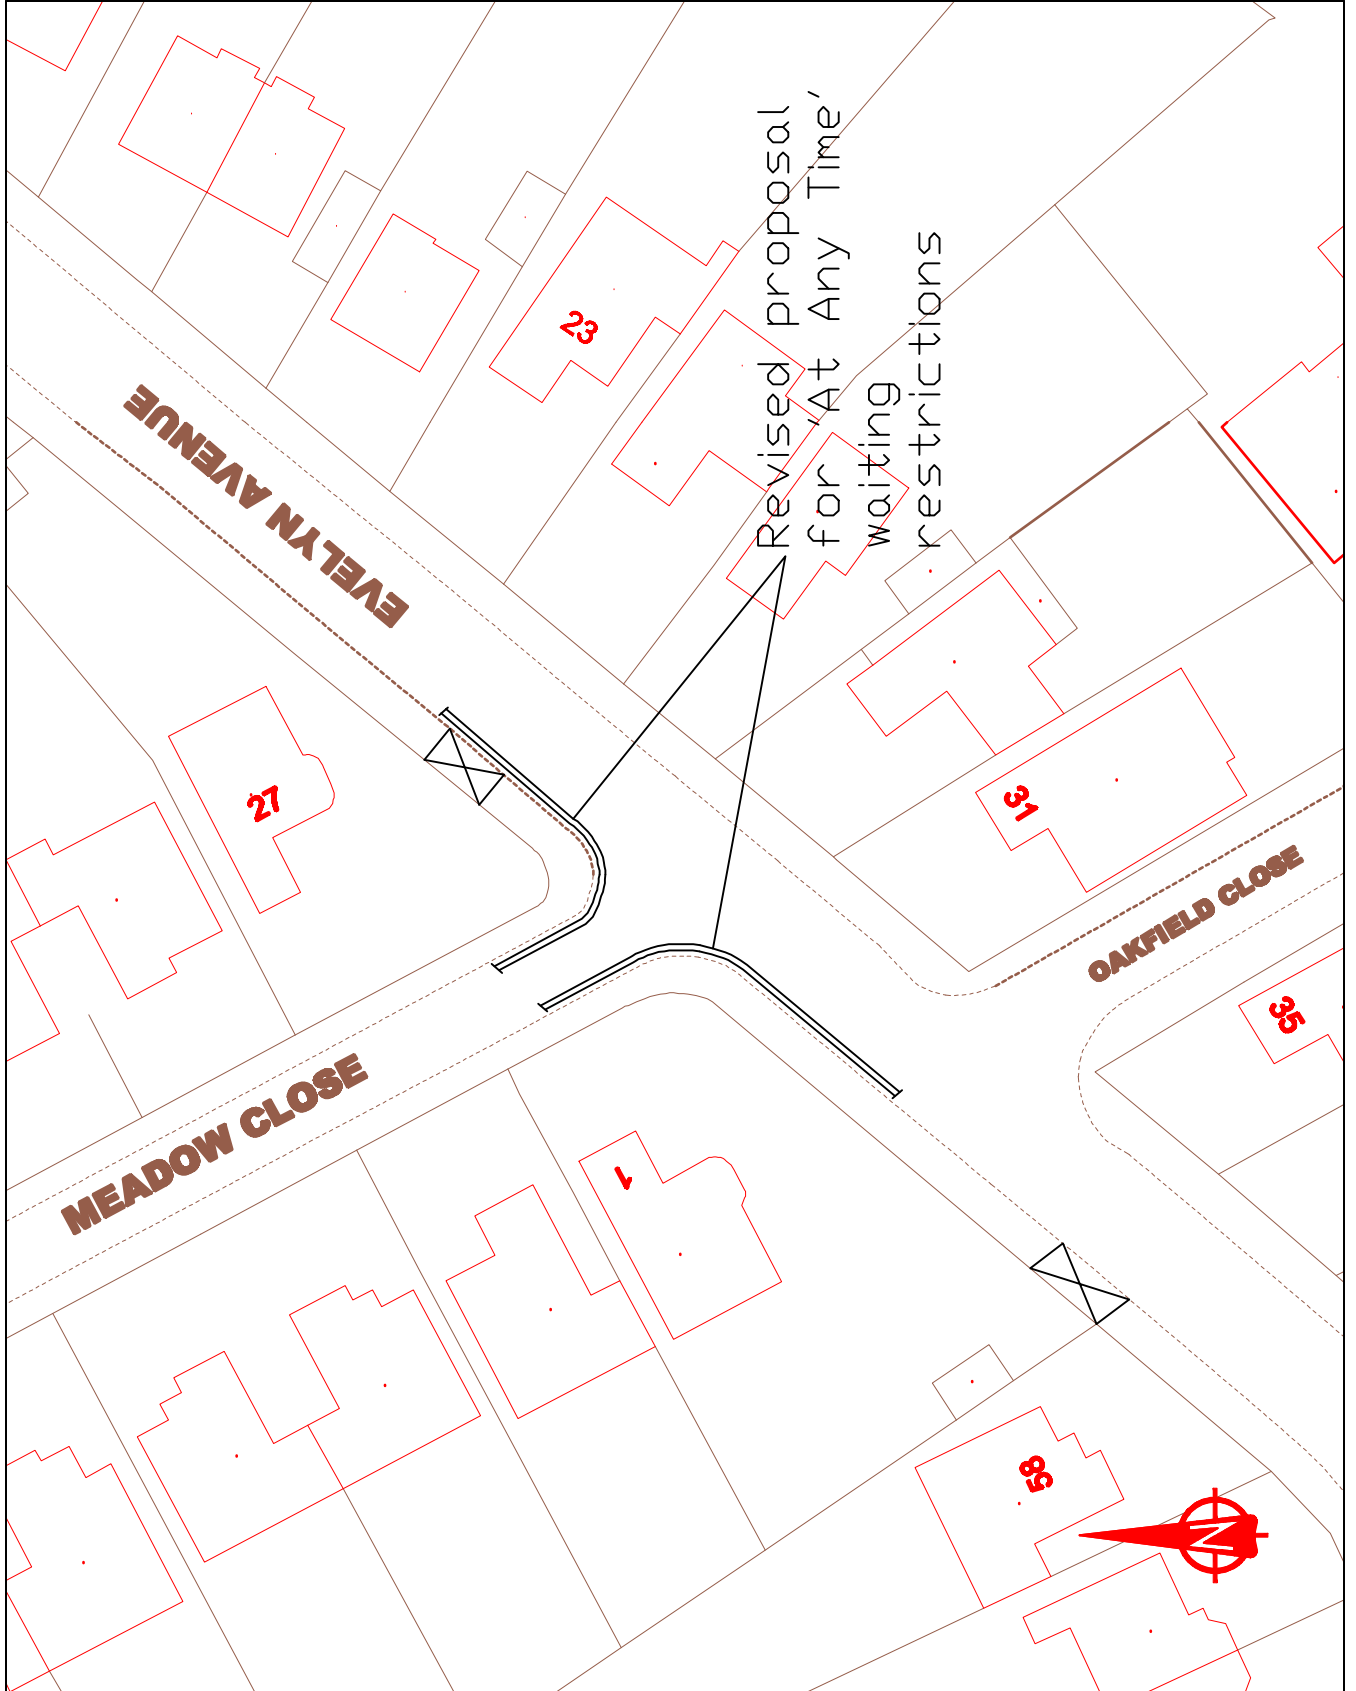 Revised proposal
for 'At Any Time'
waiting
restrictions
EVELYN AVENUE
MEADOW CLOSE
OAKFIELD CLOSE
23
27
31
35
1
58
N